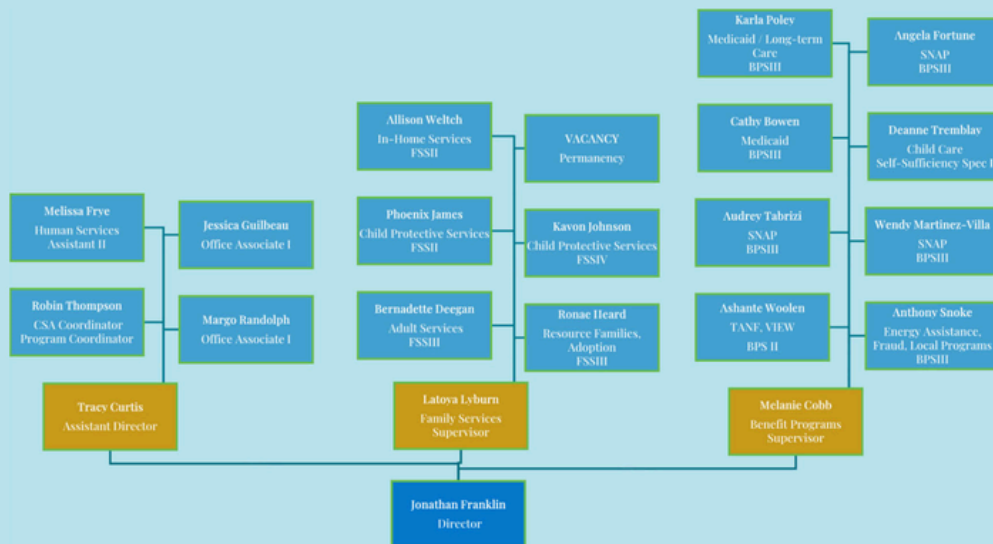 Karla Poley
Medicaid / Long-term
Care
BPSIII
Angela Fortune
SNAP
BPSIII
Allison Weltch
In-Home Services
FSSII
VACANCY
Permanency
Cathy Bowen
Medicaid
BPSIII
Deanne Tremblay
Child Care
Self-Sufficiency Spec I
Melissa Frye
Human Services
Assistant II
Jessica Guilbeau
Office Associate I
Phoenix James
Child Protective Services
FSSII
Kavon Johnson
Child Protective Services
FSSIV
Audrey Tabrizi
SNAP
BPSIII
Wendy Martinez-Villa
SNAP
BPSIII
Robin Thompson
CSA Coordinator
Program Coordinator
Margo Randolph
Office Associate I
Bernadette Deegan
Adult Services
FSSIII
Ronae Heard
Resource Families,
Adoption
FSSIII
Ashante Woolen
TANF, VIEW
BPS II
Anthony Snoke
Energy Assistance,
Fraud, Local Programs
BPSIII
Tracy Curtis
Assistant Director
Latoya Lyburn
Family Services
Supervisor
Melanie Cobb
Benefit Programs
Supervisor
Jonathan Franklin
Director